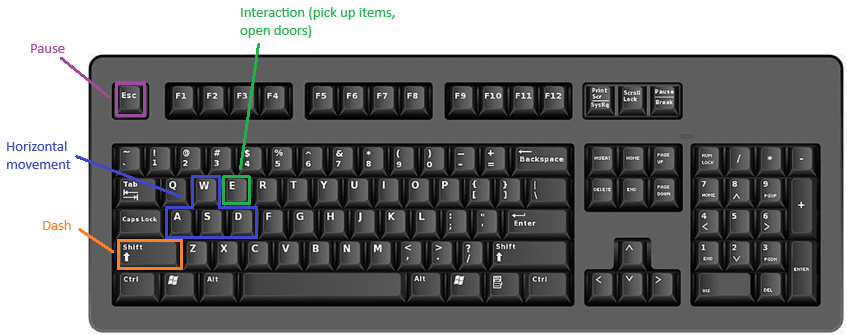 Interaction (pick up items,
open doors)
Pause
Horizontal
movement
Dash
Esc F1 F2 F3 F4 F5 F6 F7 F8 F9 F10 F11 F12 Print Scr SysRq Scroll Lock Pause Break
~ ` ! 1 @ 2 # 3 $ 4 % 5 ^ 6 & 7 * 8 ( 9 ) 0 _ - + = Backspace INSERT HOME PAGE UP NUM LOCK / * -
Tab Q W E R T Y U I O P { [ } ] | \ DELETE END PAGE DOWN 7 HOME 8 9 PGUP +
Caps Lock A S D F G H J K L : ; " ' Enter 4 5 6
Shift Z X C V B N M < , > . ? / Shift 1 END 2 3 PGDN ENTER
Ctrl Alt Alt Ctrl INS DEL